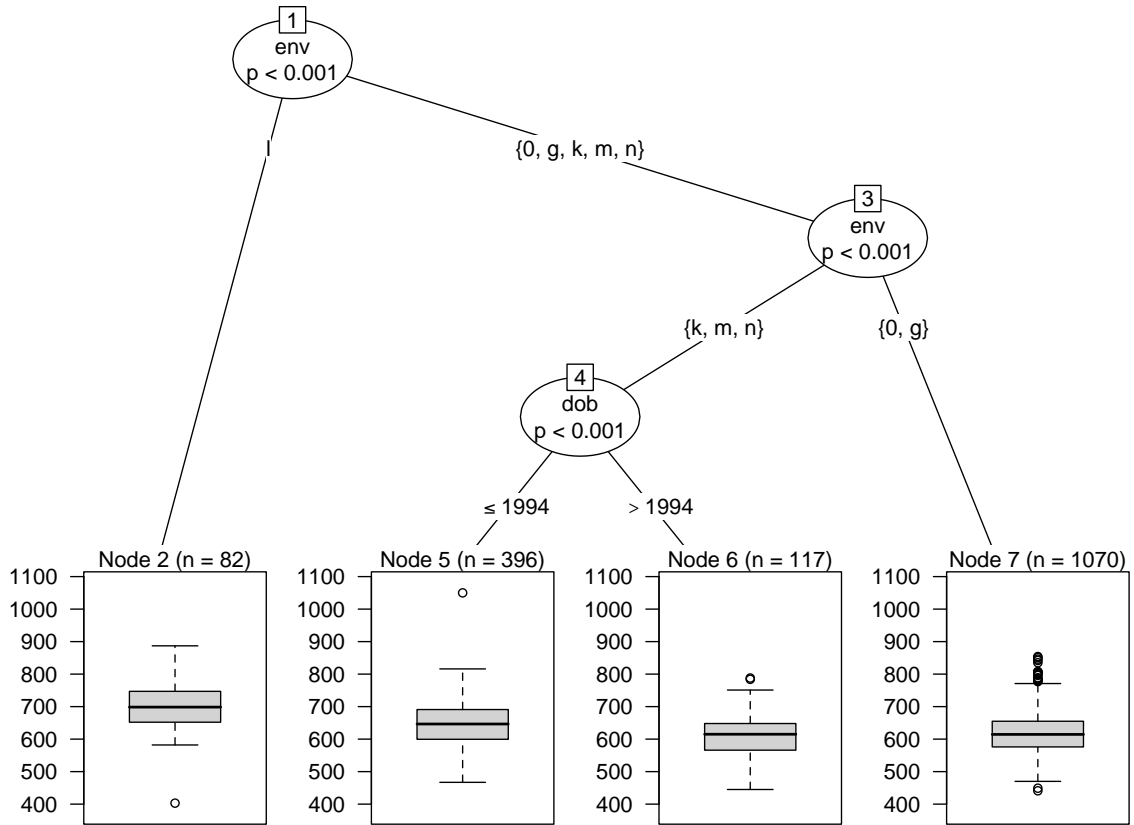 1
env
p < 0.001
l
{0, g, k, m, n}
3
env
p < 0.001
{k, m, n}
{0, g}
4
dob
p < 0.001
≤ 1994
> 1994
Node 2 (n = 82)
1100
1000
900
800
700
600
500
400
Node 5 (n = 396)
1100
1000
900
800
700
600
500
400
Node 6 (n = 117)
1100
1000
900
800
700
600
500
400
Node 7 (n = 1070)
1100
1000
900
800
700
600
500
400